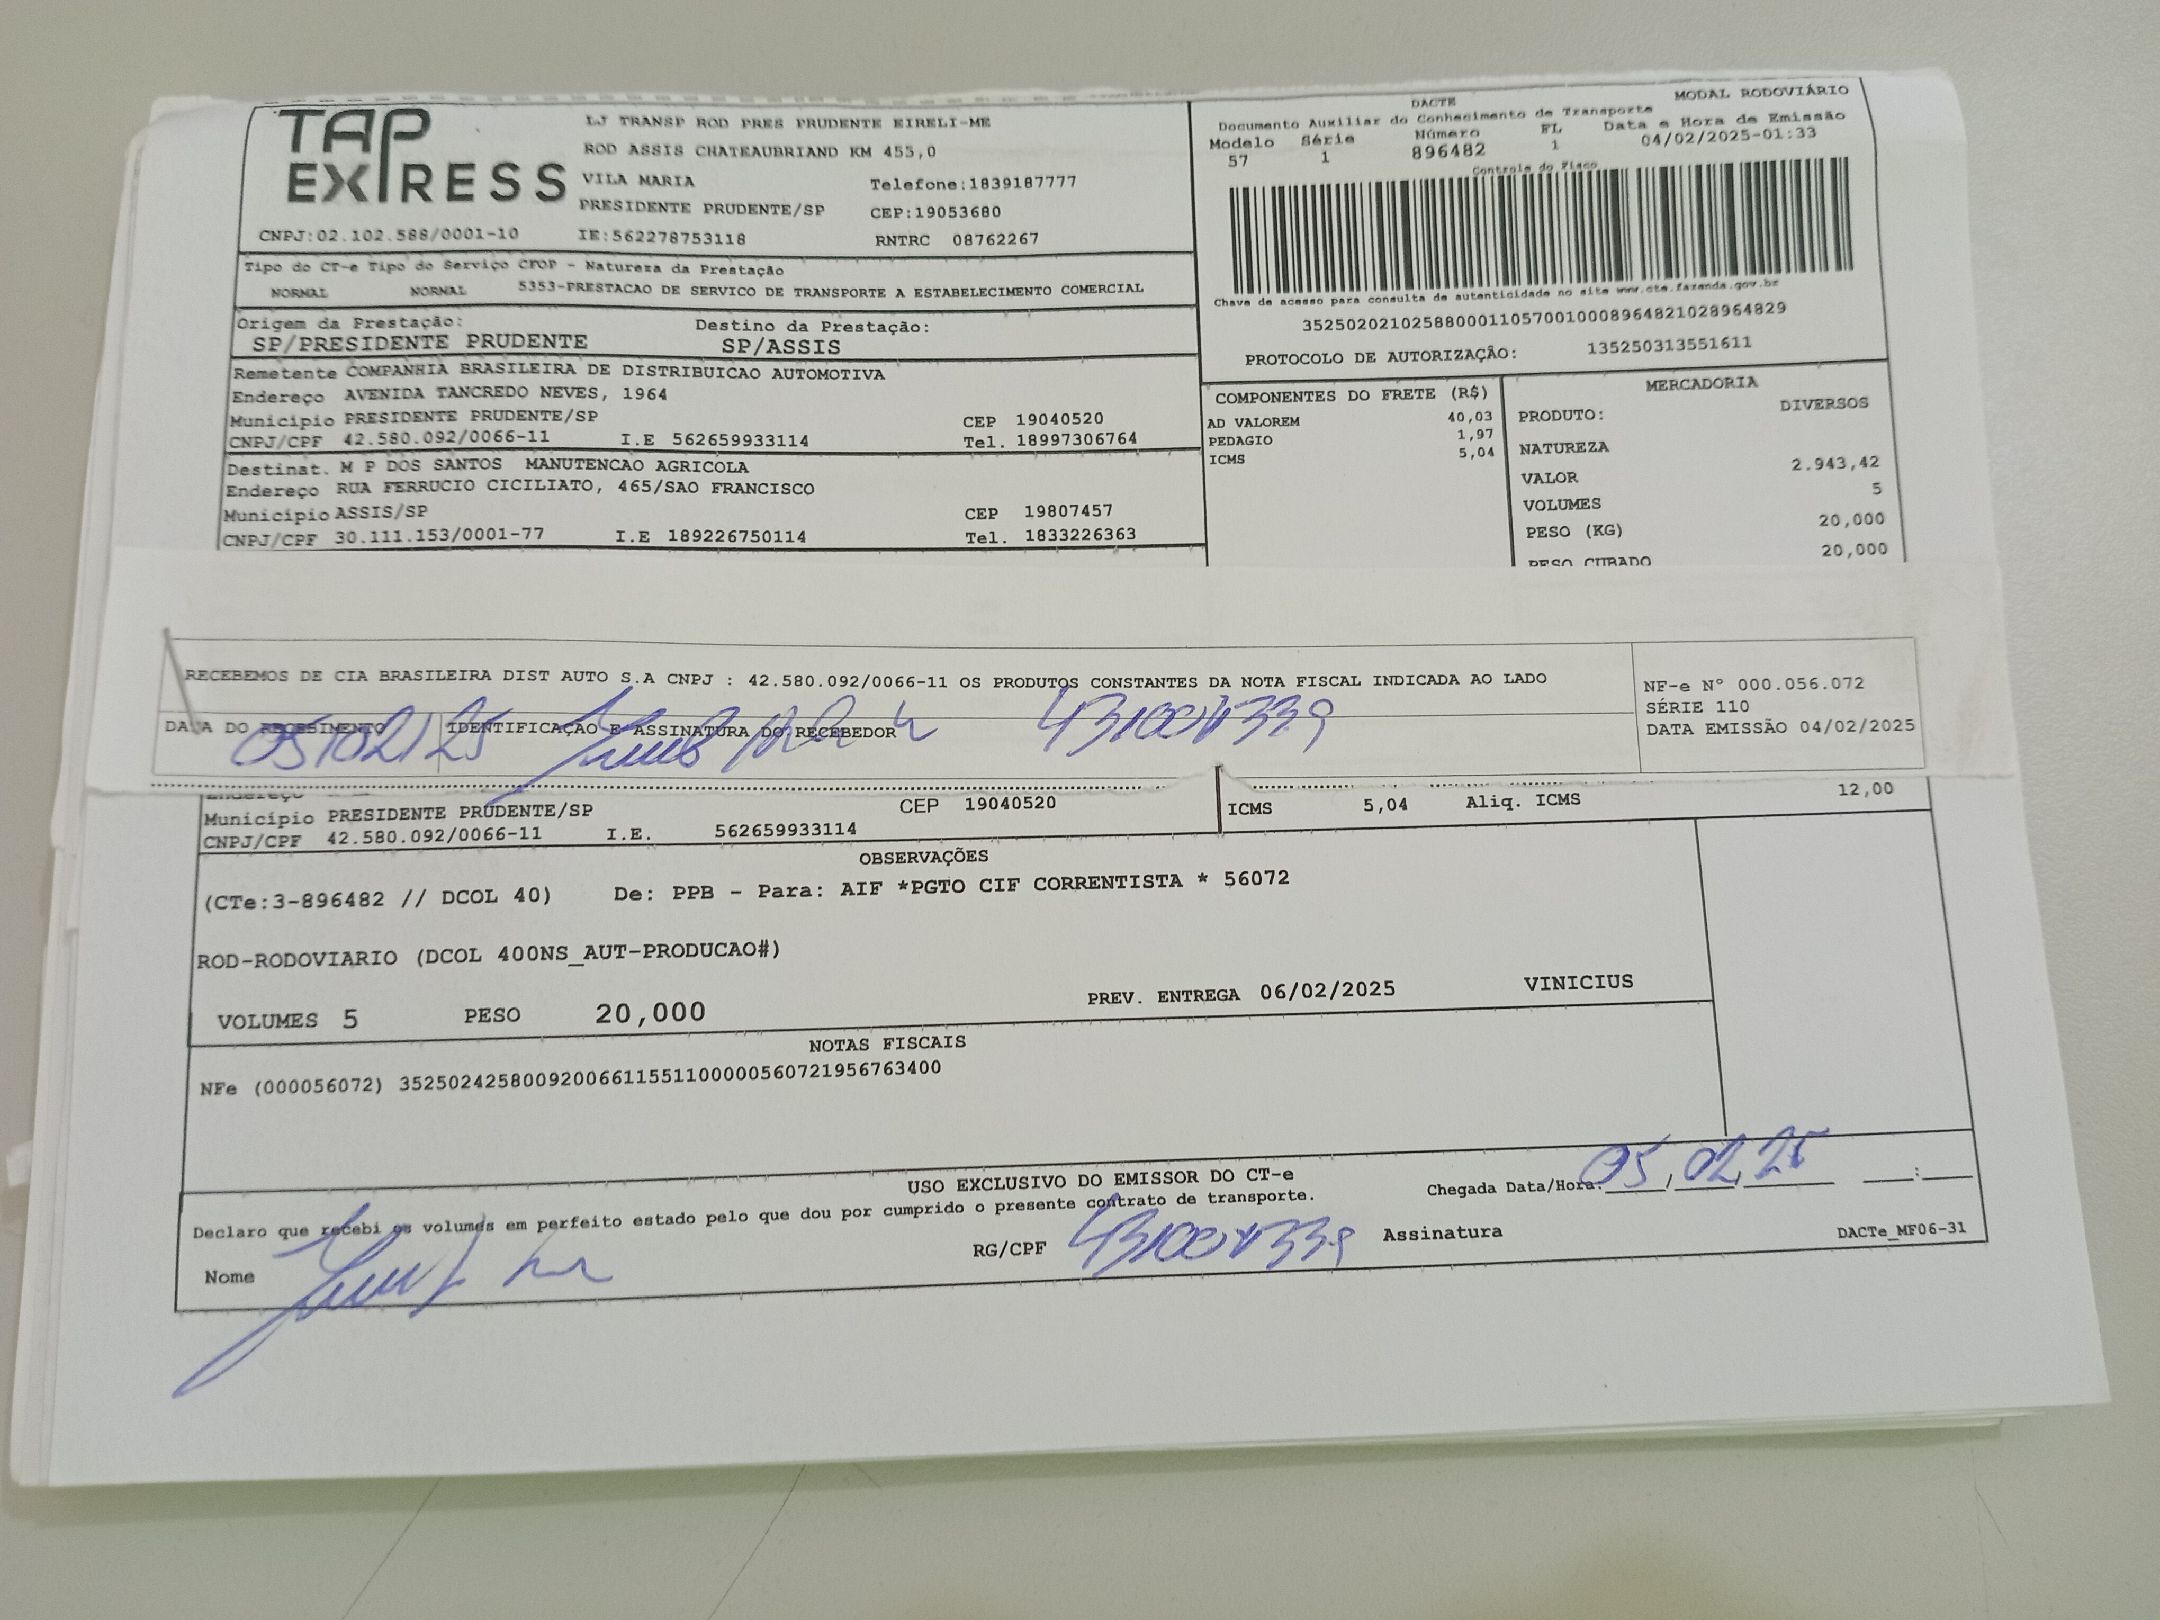 TAP EXPRESS
LJ TRANSP ROD PRES PRUDENTE EIRELI-ME
ROD ASSIS CHATEAUBRIAND KM 455,0
VILA MARIA Telefone:1839187777
PRESIDENTE PRUDENTE/SP CEP:19053680
CNPJ:02.102.588/0001-10 IE:562278753118 RNTRC 08762267
DACTE MODAL RODOVIÁRIO
Documento Auxiliar do Conhecimento de Transporte
Modelo Série Número FL Data e Hora de Emissão
57 1 896482 1 04/02/2025-01:33
Controle do Fisco
Chave de acesso para consulta de autenticidade no site www.cte.fazenda.gov.br
35250202102588000110570010008964821028964829
PROTOCOLO DE AUTORIZAÇÃO: 135250313551611
Tipo do CT-e Tipo do Serviço CFOP - Natureza da Prestação
NORMAL NORMAL 5353-PRESTACAO DE SERVICO DE TRANSPORTE A ESTABELECIMENTO COMERCIAL
Origem da Prestação: Destino da Prestação:
SP/PRESIDENTE PRUDENTE SP/ASSIS
Remetente COMPANHIA BRASILEIRA DE DISTRIBUICAO AUTOMOTIVA
Endereço AVENIDA TANCREDO NEVES, 1964
Município PRESIDENTE PRUDENTE/SP CEP 19040520
CNPJ/CPF 42.580.092/0066-11 I.E 562659933114 Tel. 18997306764
Destinat. M P DOS SANTOS MANUTENCAO AGRICOLA
Endereço RUA FERRUCIO CICILIATO, 465/SAO FRANCISCO
Município ASSIS/SP CEP 19807457
CNPJ/CPF 30.111.153/0001-77 I.E 189226750114 Tel. 1833226363
COMPONENTES DO FRETE (R$)
AD VALOREM 40,03
PEDAGIO 1,97
ICMS 5,04
MERCADORIA
PRODUTO: DIVERSOS
NATUREZA
VALOR 2.943,42
VOLUMES 5
PESO (KG) 20,000
PESO CUBADO 20,000
RECEBEMOS DE CIA BRASILEIRA DIST AUTO S.A CNPJ : 42.580.092/0066-11 OS PRODUTOS CONSTANTES DA NOTA FISCAL INDICADA AO LADO
DATA DO RECEBIMENTO IDENTIFICAÇÃO E ASSINATURA DO RECEBEDOR
05/02/25
NF-e Nº 000.056.072
SÉRIE 110
DATA EMISSÃO 04/02/2025
Endereço
Município PRESIDENTE PRUDENTE/SP CEP 19040520
CNPJ/CPF 42.580.092/0066-11 I.E. 562659933114
ICMS 5,04 Aliq. ICMS 12,00
OBSERVAÇÕES
(CTe:3-896482 // DCOL 40) De: PPB - Para: AIF *PGTO CIF CORRENTISTA * 56072
ROD-RODOVIARIO (DCOL 400NS_AUT-PRODUCAO#)
VOLUMES 5 PESO 20,000 PREV. ENTREGA 06/02/2025 VINICIUS
NOTAS FISCAIS
NFe (000056072) 35250242580092006611551100000560721956763400
USO EXCLUSIVO DO EMISSOR DO CT-e
Declaro que recebi os volumes em perfeito estado pelo que dou por cumprido o presente contrato de transporte.
Chegada Data/Hora: 05/02/25 :
Nome RG/CPF Assinatura DACTe_MF06-31